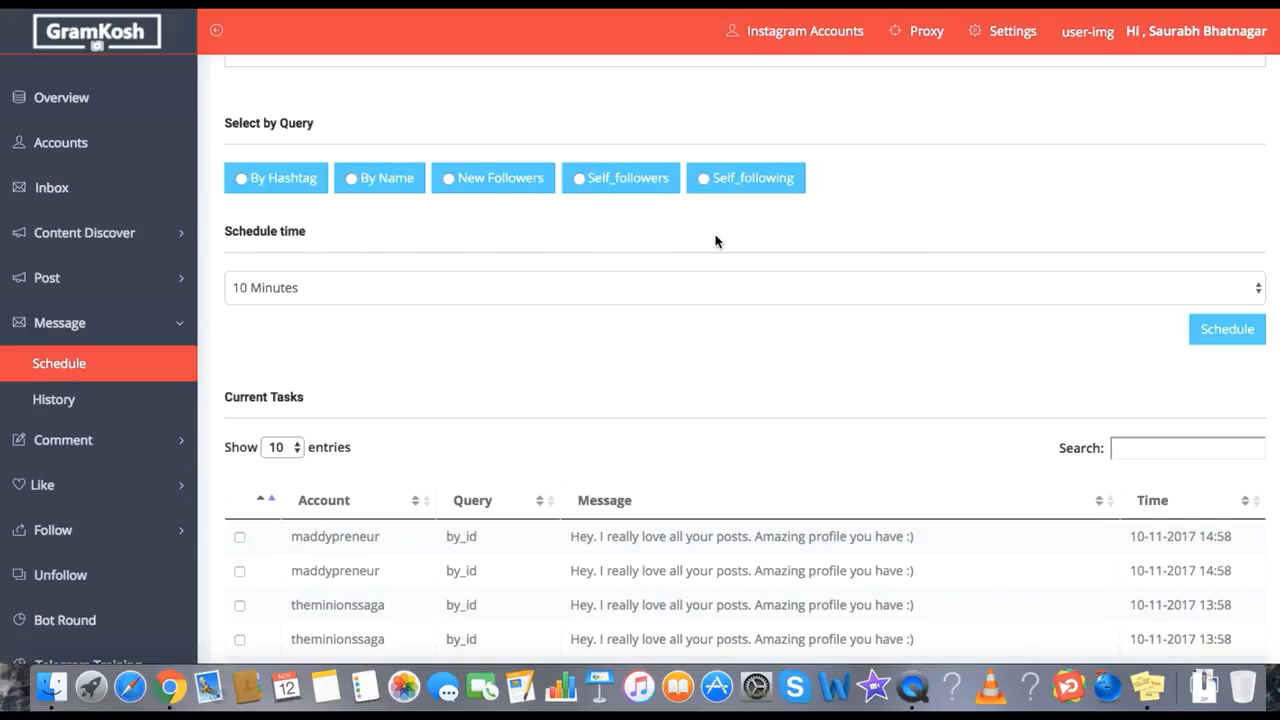 GramKosh
Instagram Accounts
Proxy
Settings
user-img
Hi , Saurabh Bhatnagar
Overview
Accounts
Inbox
Content Discover
Post
Message
Schedule
History
Comment
Like
Follow
Unfollow
Bot Round
Select by Query
By Hashtag
By Name
New Followers
Self_followers
Self_following
Schedule time
10 Minutes
Schedule
Current Tasks
Show 10 entries
Search:
Account Query Message Time
maddypreneur by_id Hey. I really love all your posts. Amazing profile you have :) 10-11-2017 14:58
maddypreneur by_id Hey. I really love all your posts. Amazing profile you have :) 10-11-2017 14:58
theminionssaga by_id Hey. I really love all your posts. Amazing profile you have :) 10-11-2017 13:58
theminionssaga by_id Hey. I really love all your posts. Amazing profile you have :) 10-11-2017 13:58
NOV
12